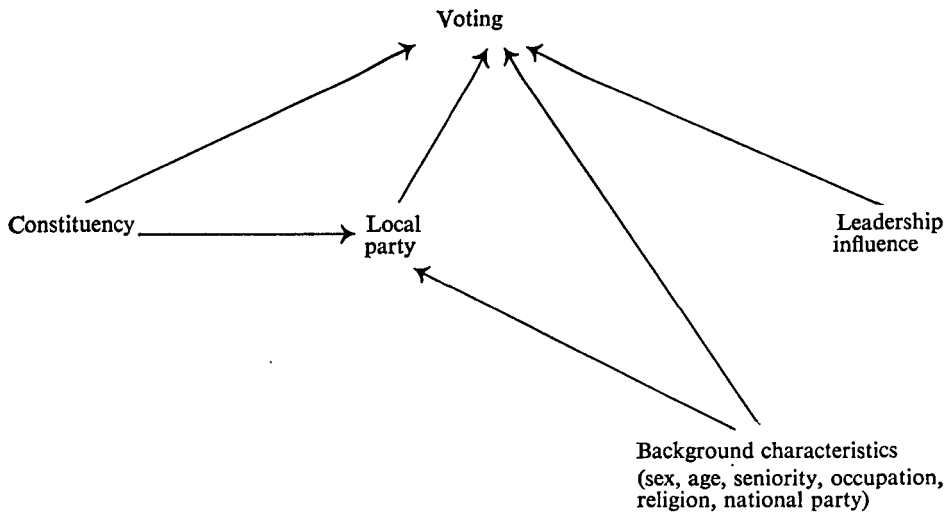 Voting
Constituency
Local
party
Leadership
influence
Background characteristics
(sex, age, seniority, occupation,
religion, national party)